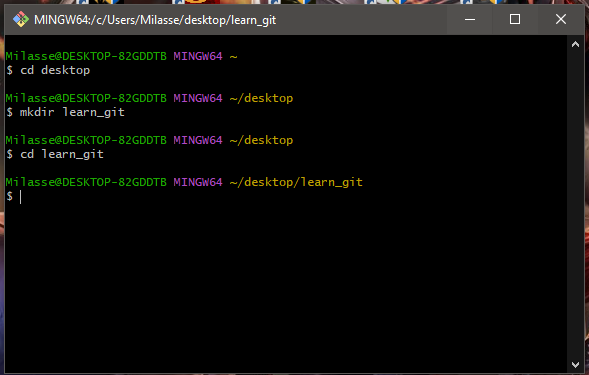 MINGW64:/c/Users/Milasse/desktop/learn_git
Milasse@DESKTOP-82GDDTB MINGW64 ~
$ cd desktop
Milasse@DESKTOP-82GDDTB MINGW64 ~/desktop
$ mkdir learn_git
Milasse@DESKTOP-82GDDTB MINGW64 ~/desktop
$ cd learn_git
Milasse@DESKTOP-82GDDTB MINGW64 ~/desktop/learn_git
$